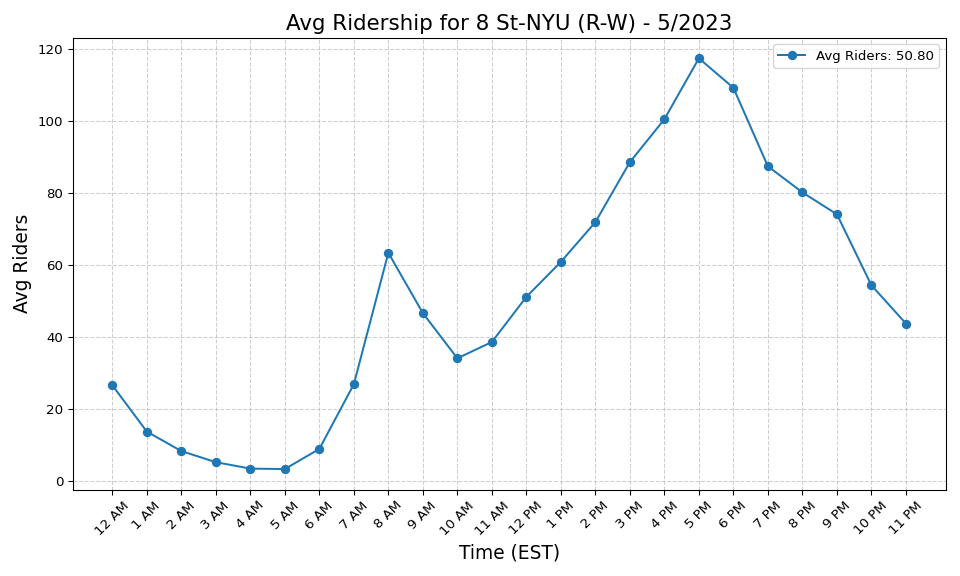 Avg Ridership for 8 St-NYU (R-W) - 5/2023
Avg Riders: 50.80
Avg Riders
120
100
80
60
40
20
0
12 AM
1 AM
2 AM
3 AM
4 AM
5 AM
6 AM
7 AM
8 AM
9 AM
10 AM
11 AM
12 PM
1 PM
2 PM
3 PM
4 PM
5 PM
6 PM
7 PM
8 PM
9 PM
10 PM
11 PM
Time (EST)